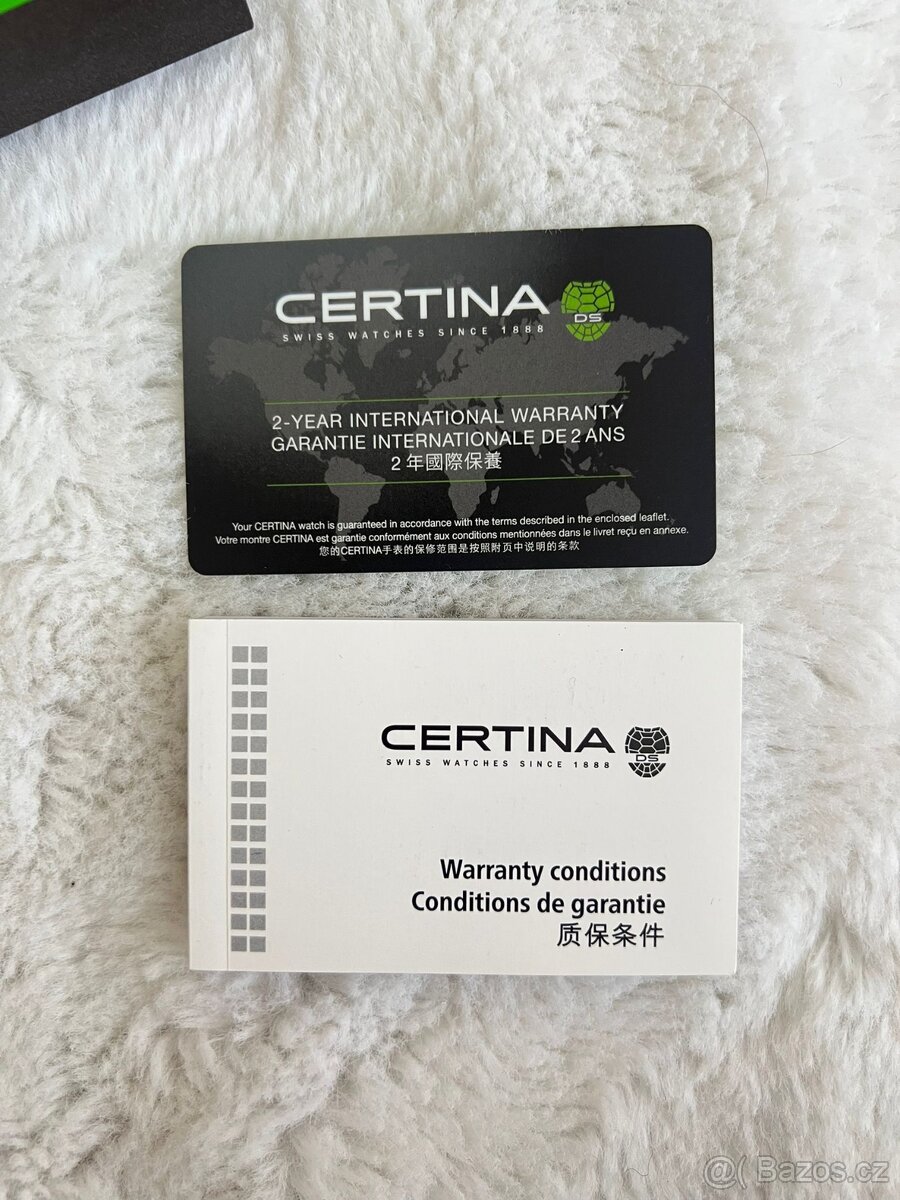 CERTINA
DS
SWISS WATCHES SINCE 1888
2-YEAR INTERNATIONAL WARRANTY
GARANTIE INTERNATIONALE DE 2 ANS
2 年國際保養
Your CERTINA watch is guaranteed in accordance with the terms described in the enclosed leaflet.
Votre montre CERTINA est garantie conformément aux conditions mentionnées dans le livret reçu en annexe.
您的CERTINA手表的保修范围是按照附页中说明的条款
CERTINA
DS
SWISS WATCHES SINCE 1888
Warranty conditions
Conditions de garantie
质保条件
@( Bazos.cz